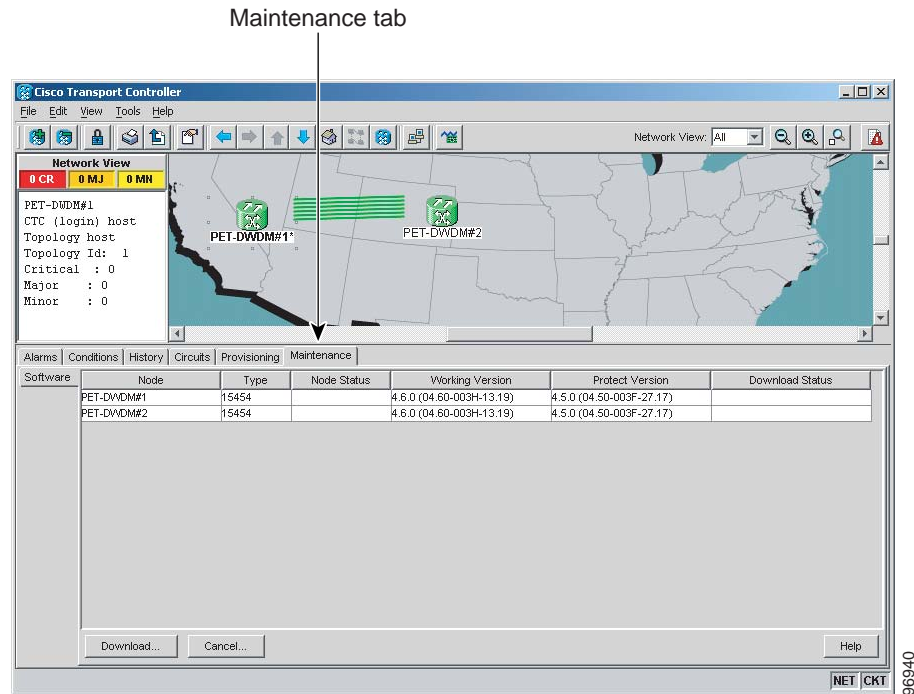 Maintenance tab
Cisco Transport Controller
File Edit View Tools Help
Network View: All
Network View
0 CR 0 MJ 0 MN
PET-DWDM#1
CTC (login) host
Topology host
Topology Id: 1
Critical : 0
Major : 0
Minor : 0
PET-DWDM#1*
PET-DWDM#2
Alarms Conditions History Circuits Provisioning Maintenance
Software
Node Type Node Status Working Version Protect Version Download Status
PET-DWDM#1 15454 4.6.0 (04.60-003H-13.19) 4.5.0 (04.50-003F-27.17)
PET-DWDM#2 15454 4.6.0 (04.60-003H-13.19) 4.5.0 (04.50-003F-27.17)
Download... Cancel... Help
NET CKT
96940